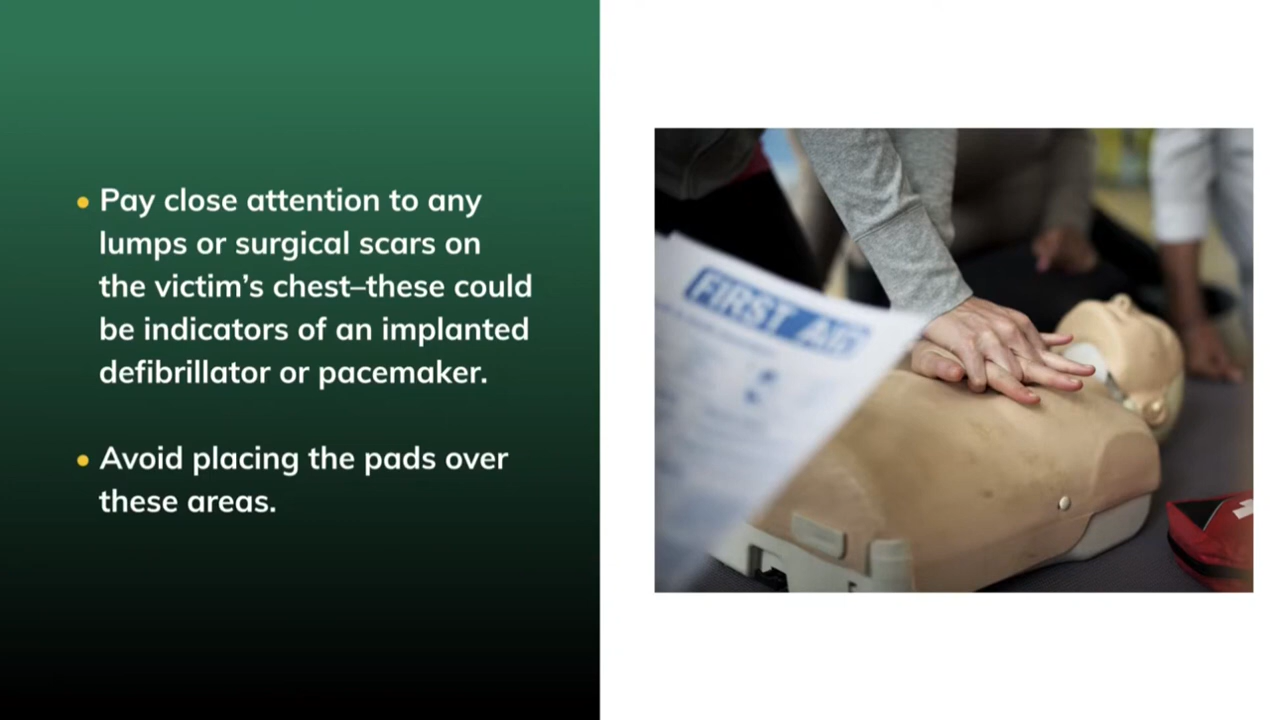 • Pay close attention to any
lumps or surgical scars on
the victim's chest–these could
be indicators of an implanted
defibrillator or pacemaker.
• Avoid placing the pads over
these areas.
FIRST AID